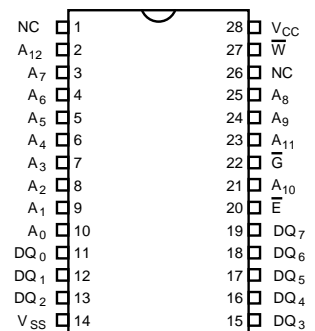 NC 1 28 VCC
A12 2 27 W̅
A7 3 26 NC
A6 4 25 A8
A5 5 24 A9
A4 6 23 A11
A3 7 22 G̅
A2 8 21 A10
A1 9 20 E̅
A0 10 19 DQ7
DQ0 11 18 DQ6
DQ1 12 17 DQ5
DQ2 13 16 DQ4
VSS 14 15 DQ3